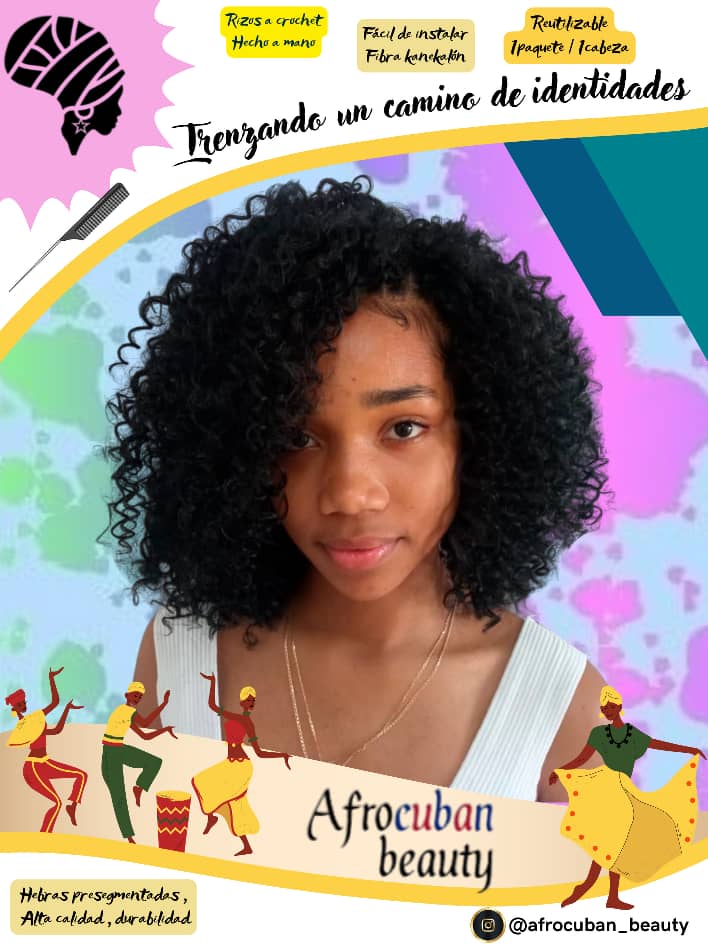 Rizos a crochet
Hecho a mano
Fácil de instalar
Fibra kanekalón
Reutilizable
1paquete / 1cabeza
Trenzando un camino de identidades
Afrocuban
beauty
Hebras presegmentadas,
Alta calidad, durabilidad
@afrocuban_beauty